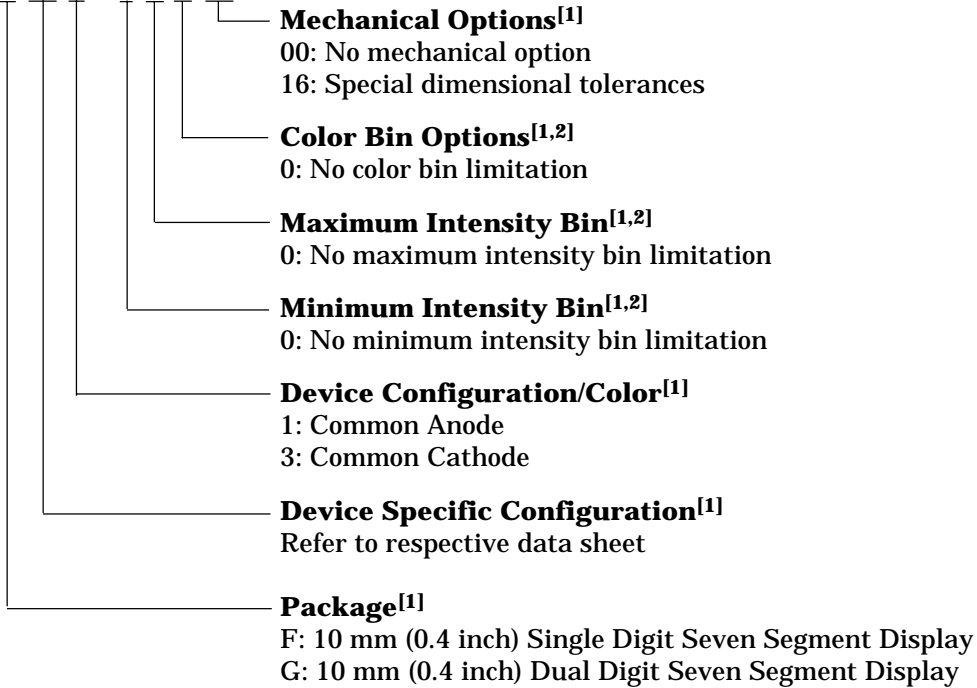 Mechanical Options[1]
00: No mechanical option
16: Special dimensional tolerances
Color Bin Options[1,2]
0: No color bin limitation
Maximum Intensity Bin[1,2]
0: No maximum intensity bin limitation
Minimum Intensity Bin[1,2]
0: No minimum intensity bin limitation
Device Configuration/Color[1]
1: Common Anode
3: Common Cathode
Device Specific Configuration[1]
Refer to respective data sheet
Package[1]
F: 10 mm (0.4 inch) Single Digit Seven Segment Display
G: 10 mm (0.4 inch) Dual Digit Seven Segment Display